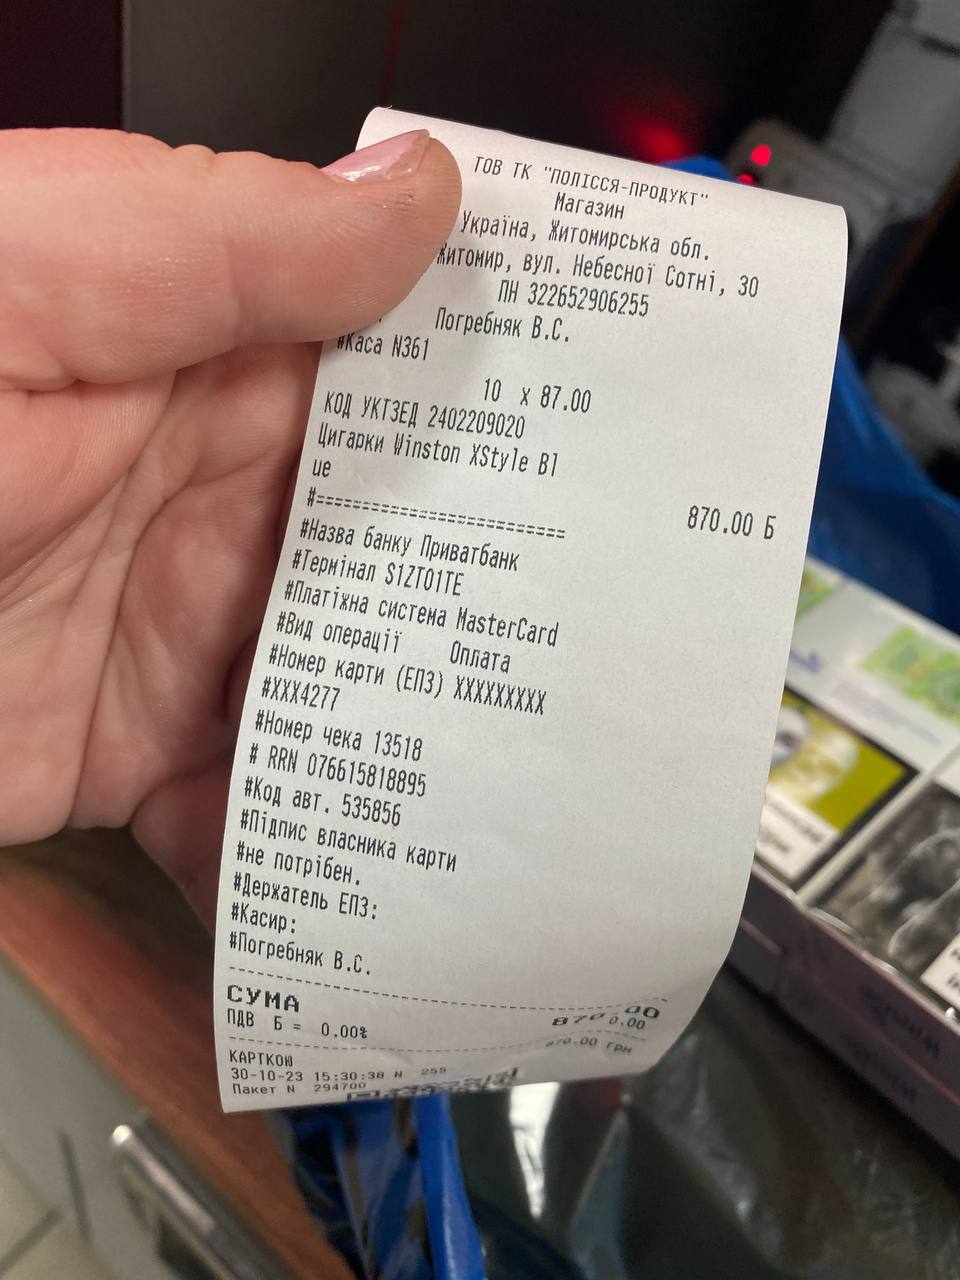 ТОВ ТК "ПОЛІССЯ-ПРОДУКТ"
Магазин
Україна, Житомирська обл.
Житомир, вул. Небесної Сотні, 30
ПН 322652906255
Погребняк В.С.
#Каса N361
10 x 87.00
КОД УКТЗЕД 2402209020
Цигарки Winston XStyle Bl
ue
870.00 Б
#==========================
#Назва банку Приватбанк
#Термінал S1ZT01TE
#Платіжна система MasterCard
#Вид операції Оплата
#Номер карти (ЕПЗ) XXXXXXXXX
#XXX4277
#Номер чека 13518
# RRN 076615818895
#Код авт. 535856
#Підпис власника карти
#не потрібен.
#Держатель ЕПЗ:
#Касир:
#Погребняк В.С.
СУМА 870.00
ПДВ Б = 0.00% 0.00
КАРТКОЮ 870.00 ГРН
30-10-23 15:30:38 N 259
Пакет N 294700